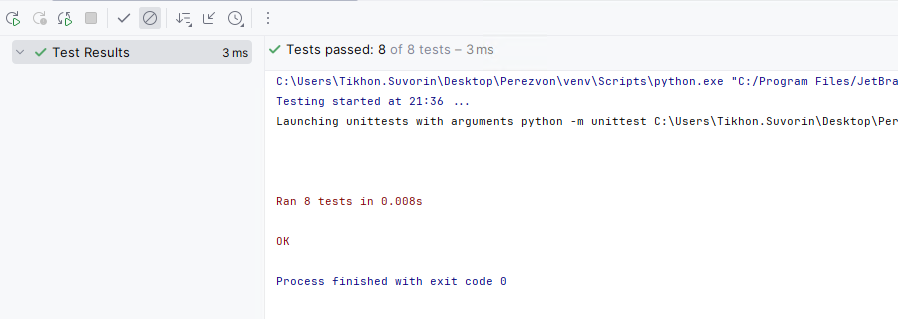 Test Results 3 ms
Tests passed: 8 of 8 tests – 3 ms
C:\Users\Tikhon.Suvorin\Desktop\Perezvon\venv\Scripts\python.exe "C:/Program Files/JetBra
Testing started at 21:36 ...
Launching unittests with arguments python -m unittest C:\Users\Tikhon.Suvorin\Desktop\Per
Ran 8 tests in 0.008s
OK
Process finished with exit code 0